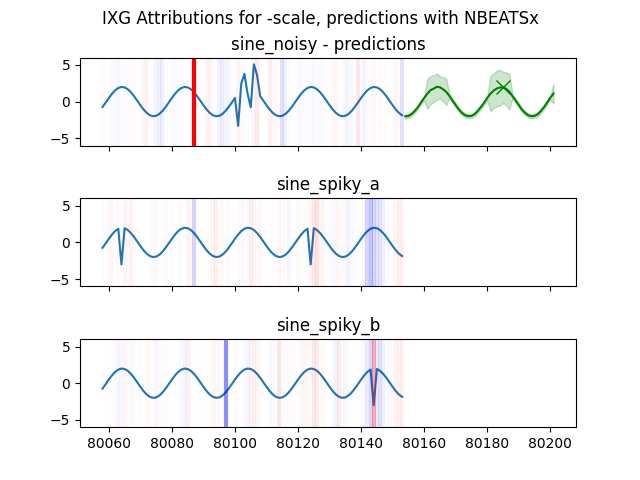 IXG Attributions for -scale, predictions with NBEATSx
sine_noisy - predictions
5
0
−5
sine_spiky_a
5
0
−5
sine_spiky_b
5
0
−5
80060 80080 80100 80120 80140 80160 80180 80200